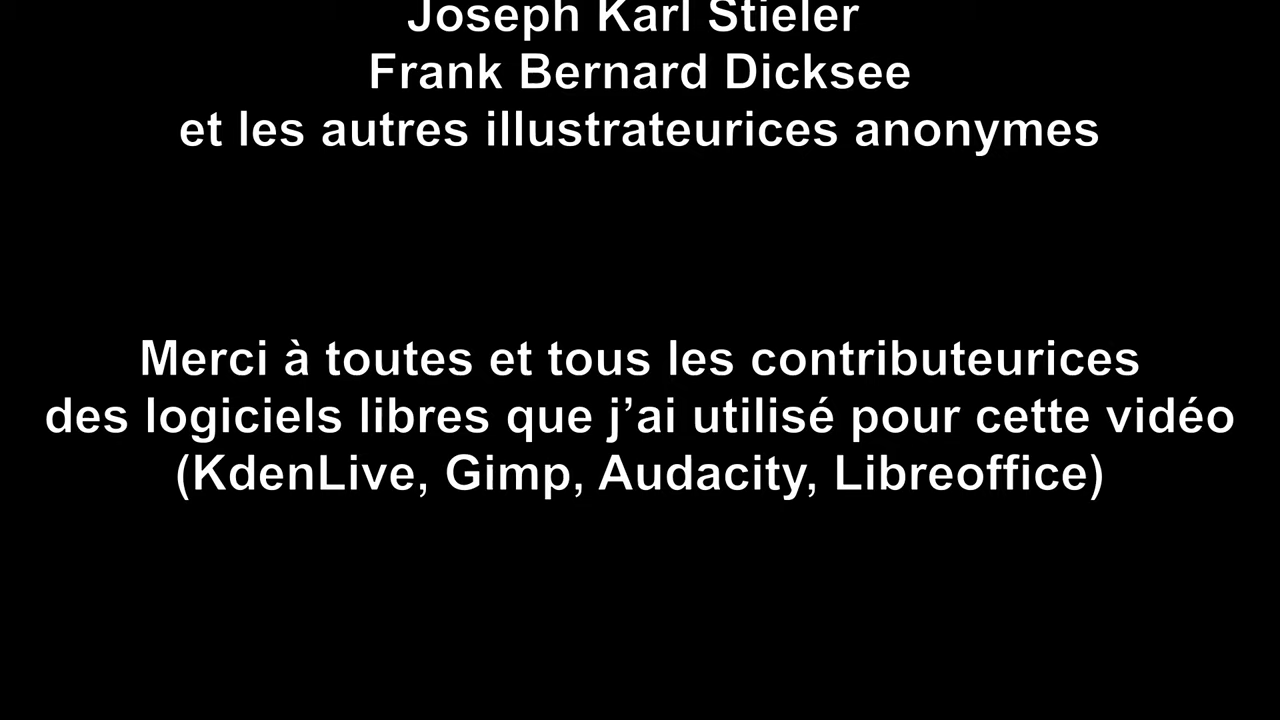 Joseph Karl Stieler
Frank Bernard Dicksee
et les autres illustrateurices anonymes
Merci à toutes et tous les contributeurices
des logiciels libres que j’ai utilisé pour cette vidéo
(KdenLive, Gimp, Audacity, Libreoffice)